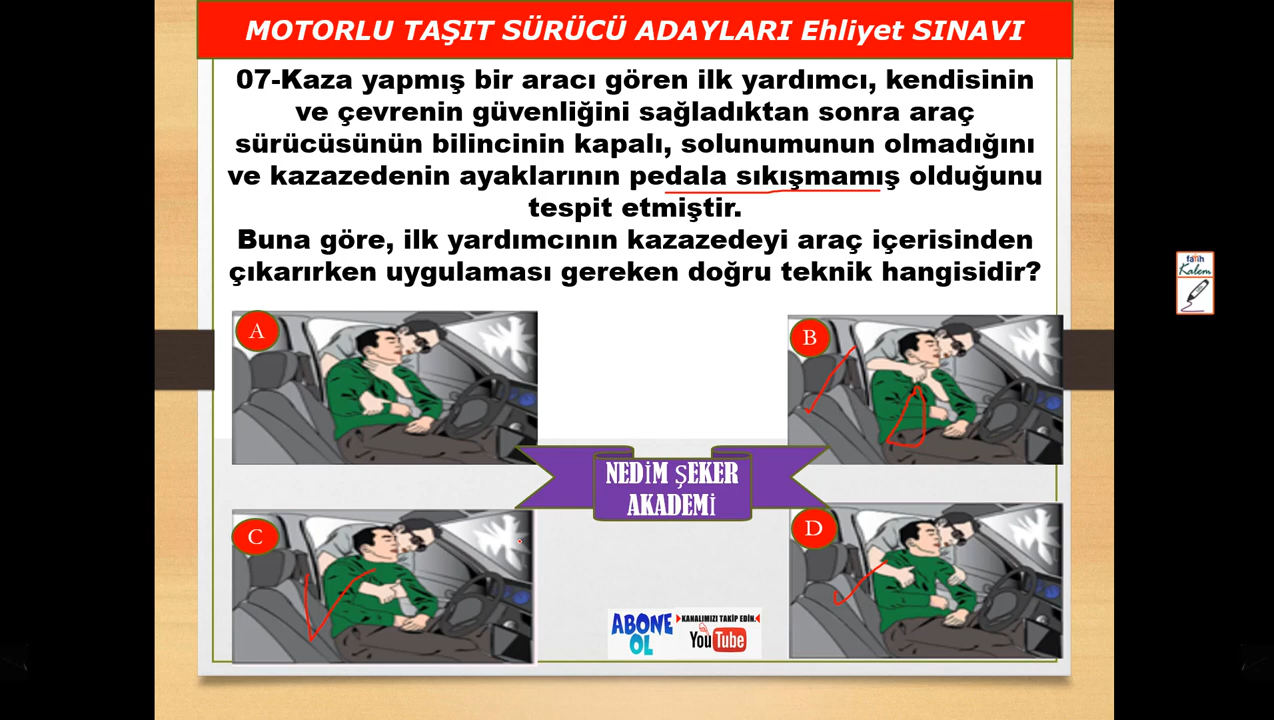 MOTORLU TAŞIT SÜRÜCÜ ADAYLARI Ehliyet SINAVI
07-Kaza yapmış bir aracı gören ilk yardımcı, kendisinin
ve çevrenin güvenliğini sağladıktan sonra araç
sürücüsünün bilincinin kapalı, solunumunun olmadığını
ve kazazedenin ayaklarının pedala sıkışmamış olduğunu
tespit etmiştir.
Buna göre, ilk yardımcının kazazedeyi araç içerisinden
çıkarırken uygulaması gereken doğru teknik hangisidir?
A
B
NEDİM ŞEKER
AKADEMİ
C
D
ABONE
OL
KANALIMIZI TAKİP EDİN.
YouTube
fatih
Kalem